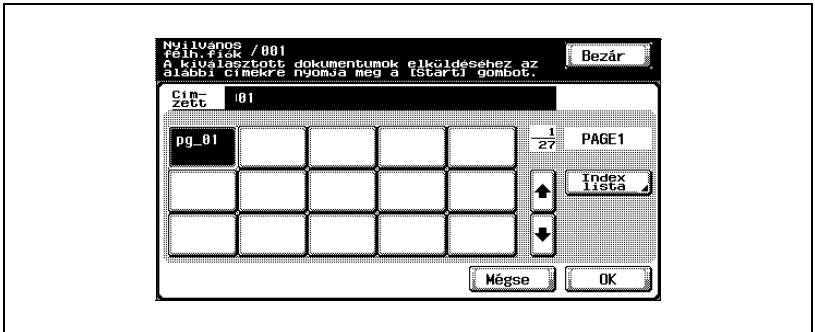 Nyilvános
félh.fiók /001
A kiválasztott dokumentumok elküldéséhez az
alábbi címekre nyomja meg a [Start] gombot.
Bezár
Cím-
zett
01
pg_01
1
27
PAGE1
Index
lista
Mégse
OK